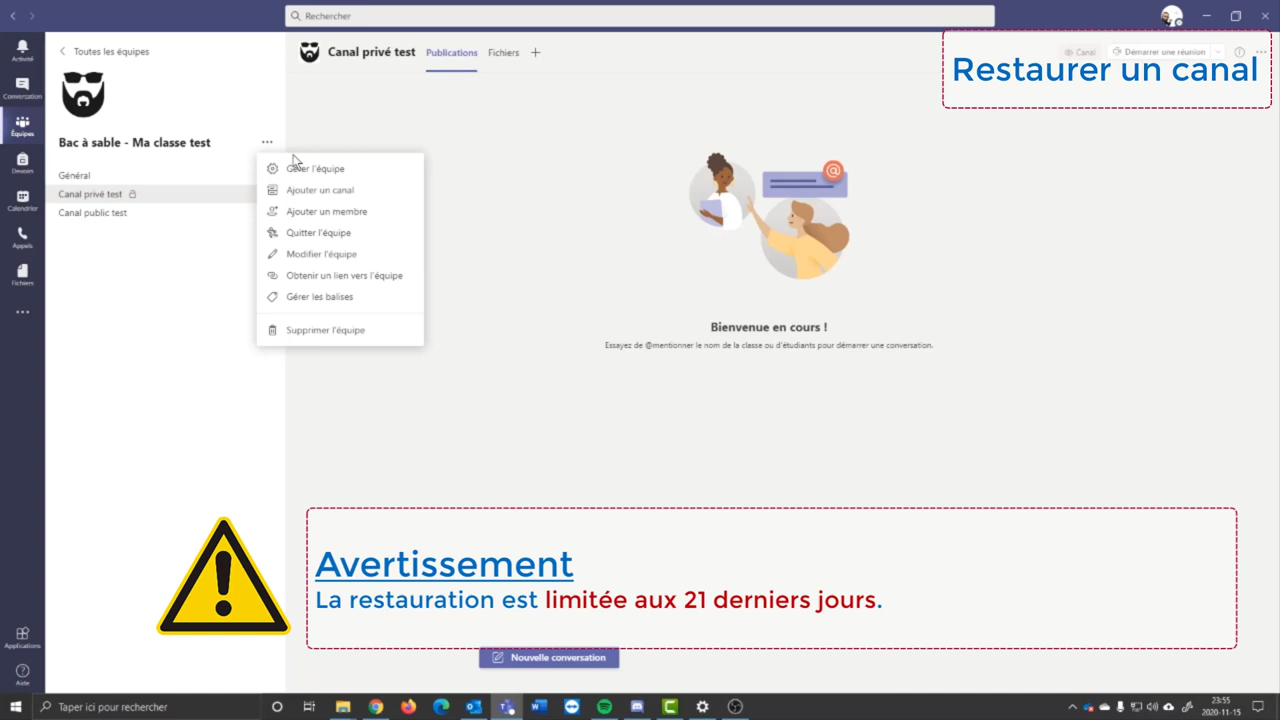 Rechercher
Activité
Conversation
Équipes
Devoirs
Calendrier
Appels
Fichiers
Applications
Aide
Toutes les équipes
Bac à sable - Ma classe test
Général
Canal privé test
Canal public test
Gérer l'équipe
Ajouter un canal
Ajouter un membre
Quitter l'équipe
Modifier l'équipe
Obtenir un lien vers l'équipe
Gérer les balises
Supprimer l'équipe
Canal privé test Publications Fichiers
Canal Démarrer une réunion
Restaurer un canal
Bienvenue en cours !
Essayez de @mentionner le nom de la classe ou d'étudiants pour démarrer une conversation.
Avertissement
La restauration est limitée aux 21 derniers jours.
Nouvelle conversation
Taper ici pour rechercher
23:55
2020-11-15